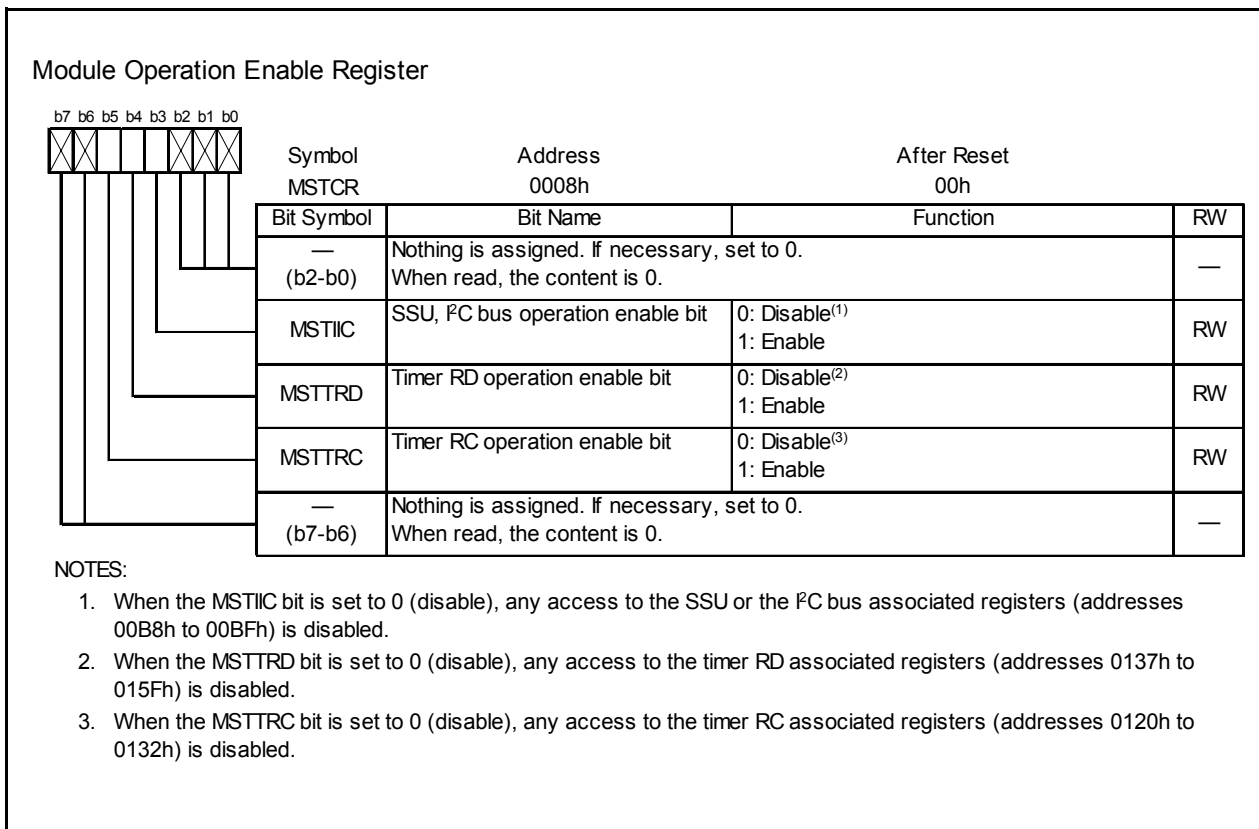 Module Operation Enable Register
b7 b6 b5 b4 b3 b2 b1 b0
Symbol Address After Reset
MSTCR 0008h 00h
Bit Symbol Bit Name Function RW
— Nothing is assigned. If necessary, set to 0. —
(b2-b0) When read, the content is 0.
MSTIIC SSU, I²C bus operation enable bit 0: Disable(1) RW
1: Enable
MSTTRD Timer RD operation enable bit 0: Disable(2) RW
1: Enable
MSTTRC Timer RC operation enable bit 0: Disable(3) RW
1: Enable
— Nothing is assigned. If necessary, set to 0. —
(b7-b6) When read, the content is 0.
NOTES:
1. When the MSTIIC bit is set to 0 (disable), any access to the SSU or the I²C bus associated registers (addresses
00B8h to 00BFh) is disabled.
2. When the MSTTRD bit is set to 0 (disable), any access to the timer RD associated registers (addresses 0137h to
015Fh) is disabled.
3. When the MSTTRC bit is set to 0 (disable), any access to the timer RC associated registers (addresses 0120h to
0132h) is disabled.